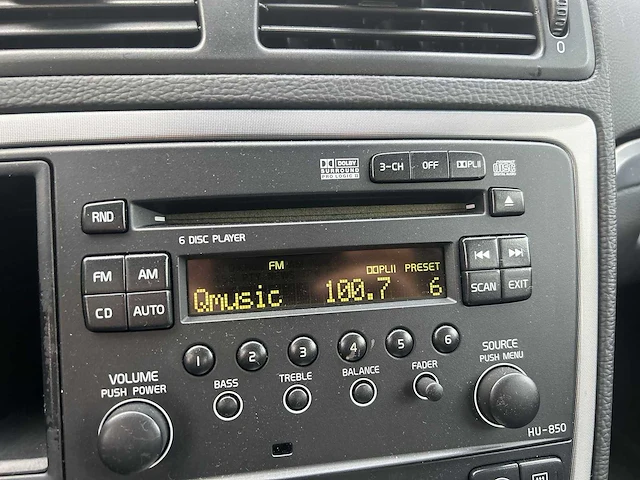 0
DOLBY
SURROUND
PRO LOGIC II
3-CH OFF DPLII
RND
6 DISC PLAYER
FM AM
CD AUTO
FM DPLII PRESET
Qmusic 100.7 6
SCAN EXIT
1 2 3 4 5 6
VOLUME
PUSH POWER
BASS TREBLE BALANCE FADER
SOURCE
PUSH MENU
HU-850